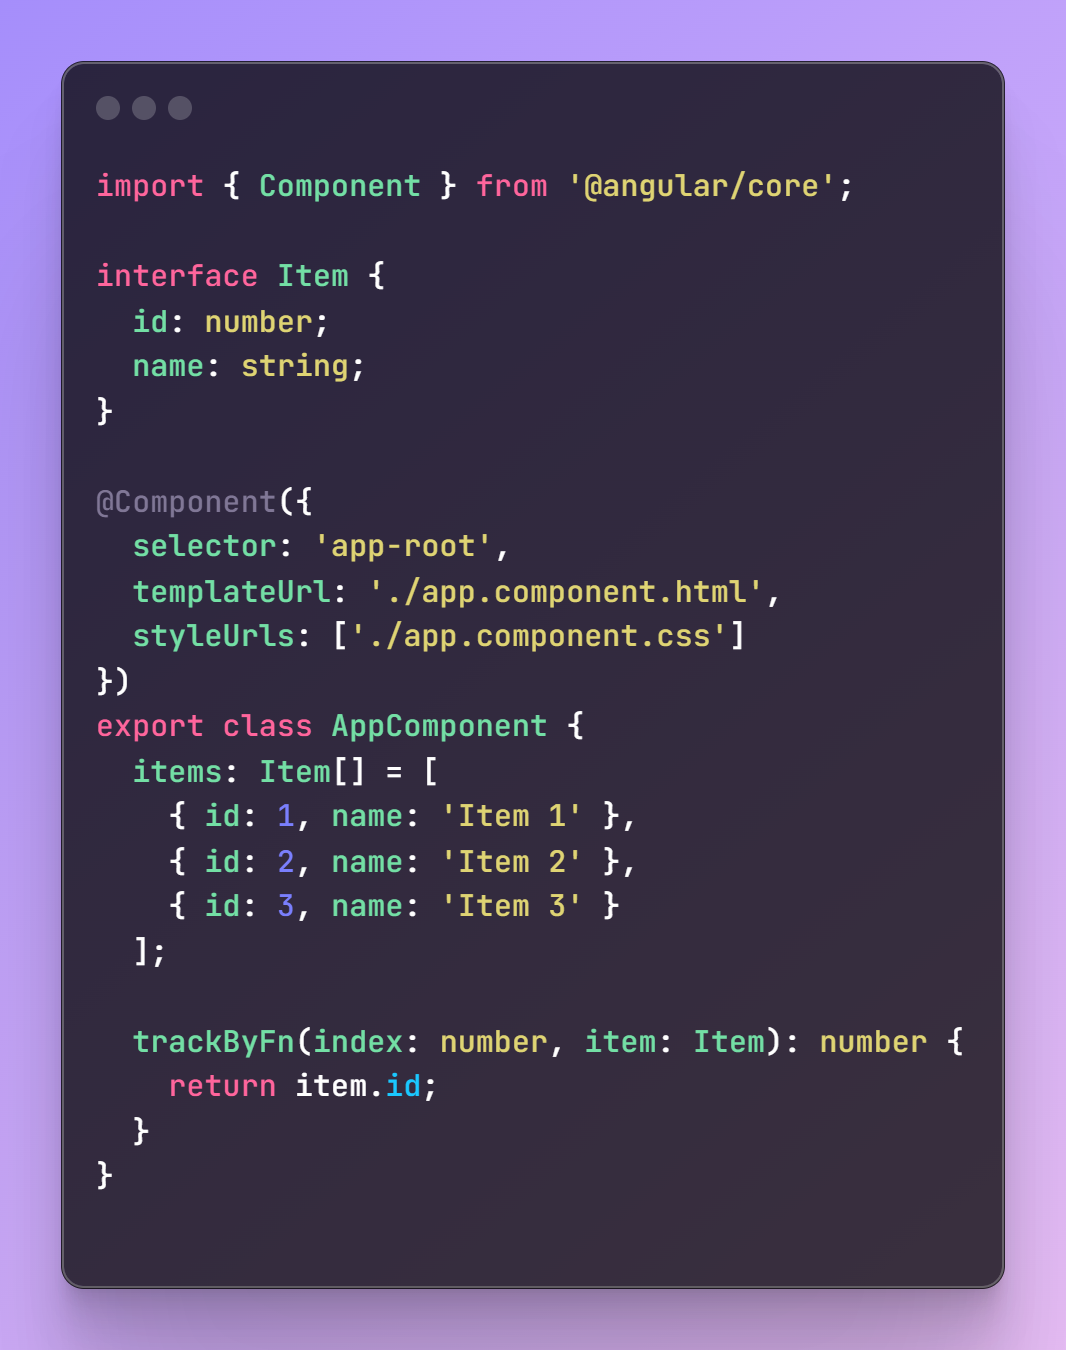 import { Component } from '@angular/core';

interface Item {
  id: number;
  name: string;
}

@Component({
  selector: 'app-root',
  templateUrl: './app.component.html',
  styleUrls: ['./app.component.css']
})
export class AppComponent {
  items: Item[] = [
    { id: 1, name: 'Item 1' },
    { id: 2, name: 'Item 2' },
    { id: 3, name: 'Item 3' }
  ];

  trackByFn(index: number, item: Item): number {
    return item.id;
  }
}